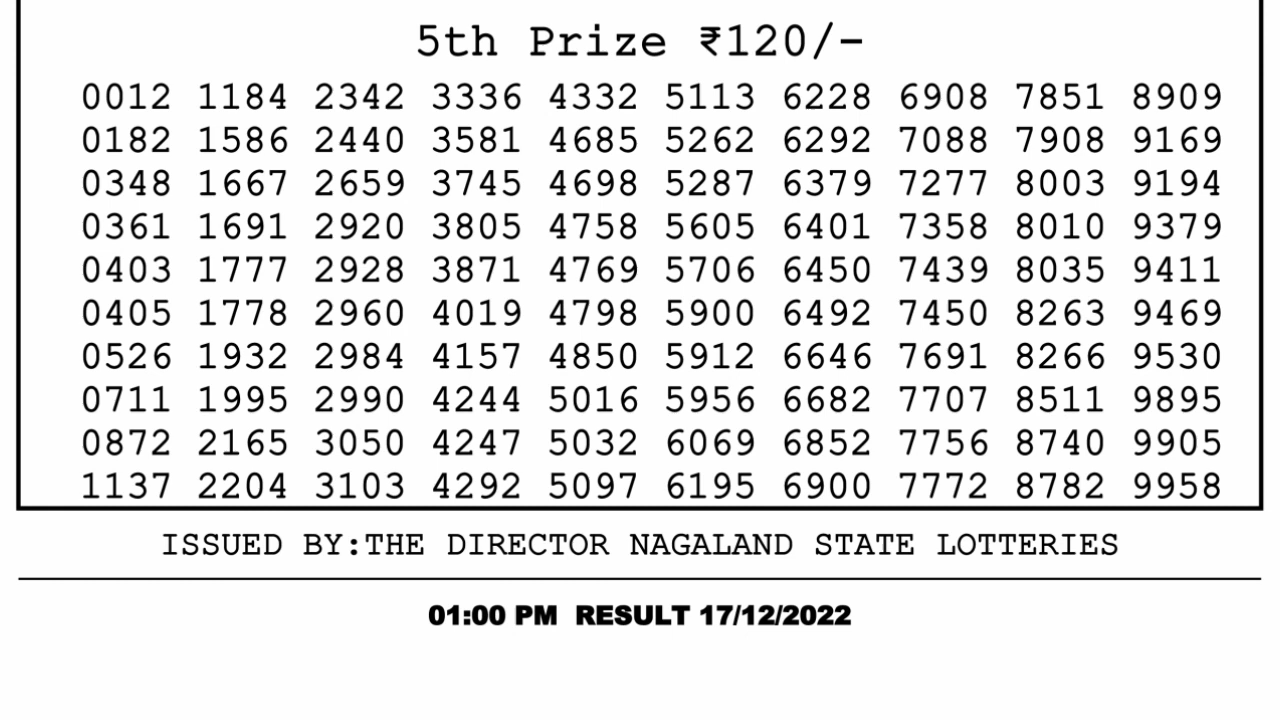 5th Prize ₹120/-
0012 1184 2342 3336 4332 5113 6228 6908 7851 8909
0182 1586 2440 3581 4685 5262 6292 7088 7908 9169
0348 1667 2659 3745 4698 5287 6379 7277 8003 9194
0361 1691 2920 3805 4758 5605 6401 7358 8010 9379
0403 1777 2928 3871 4769 5706 6450 7439 8035 9411
0405 1778 2960 4019 4798 5900 6492 7450 8263 9469
0526 1932 2984 4157 4850 5912 6646 7691 8266 9530
0711 1995 2990 4244 5016 5956 6682 7707 8511 9895
0872 2165 3050 4247 5032 6069 6852 7756 8740 9905
1137 2204 3103 4292 5097 6195 6900 7772 8782 9958
ISSUED BY:THE DIRECTOR NAGALAND STATE LOTTERIES
01:00 PM RESULT 17/12/2022